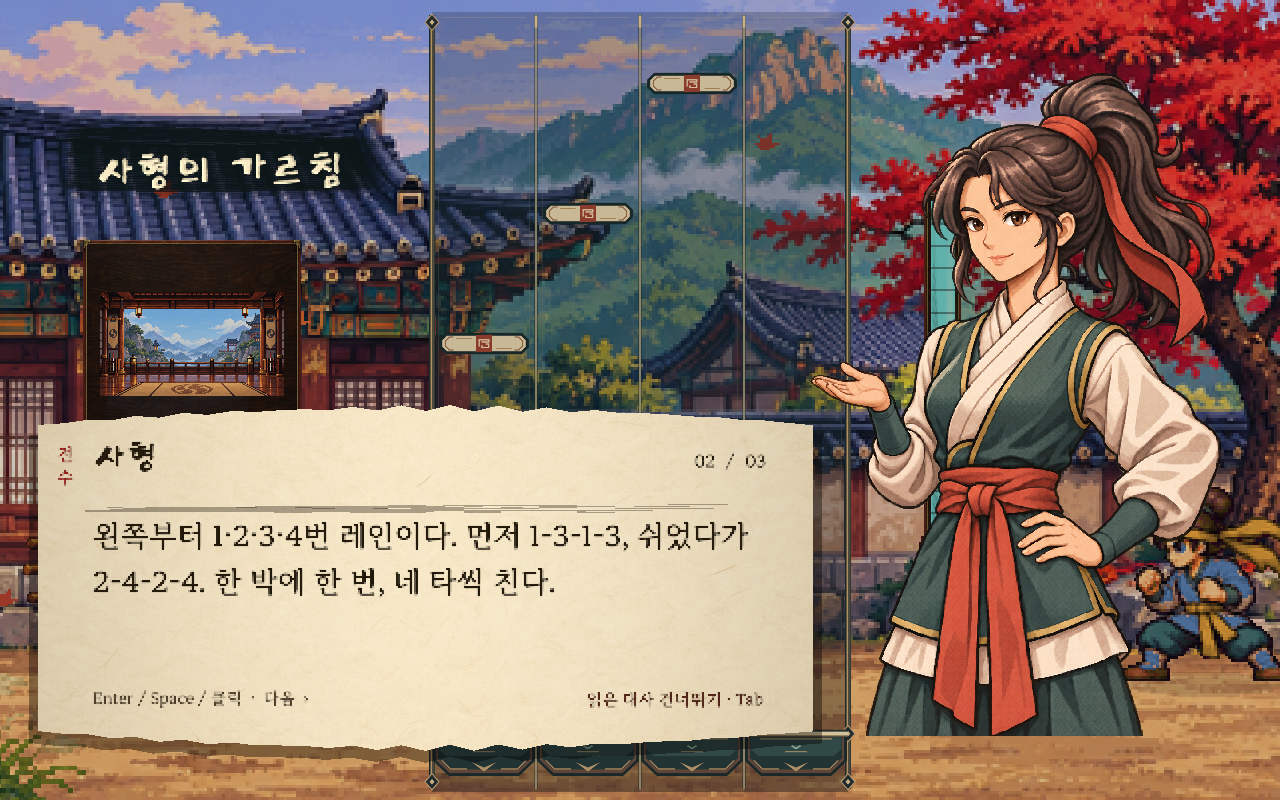 사형의 가르침
전수
사형
02 / 03
왼쪽부터 1·2·3·4번 레인이다. 먼저 1-3-1-3, 쉬었다가
2-4-2-4. 한 박에 한 번, 네 타씩 친다.
Enter / Space / 클릭 · 다음 ›
읽은 대사 건너뛰기 · Tab